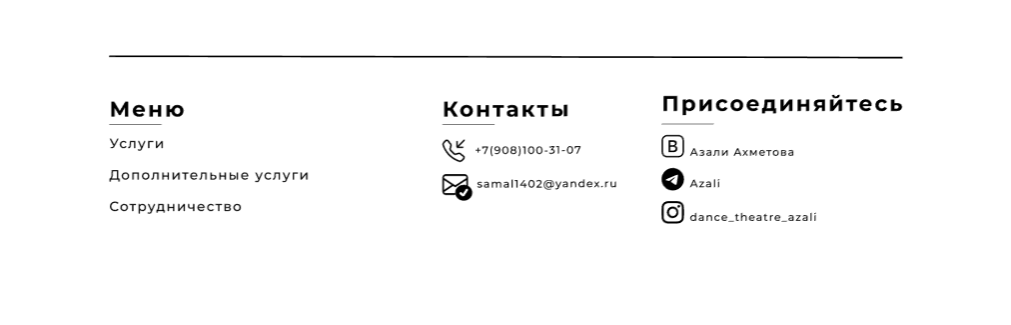 Меню
Услуги
Дополнительные услуги
Сотрудничество
Контакты
+7(908)100-31-07
samal1402@yandex.ru
Присоединяйтесь
Азали Ахметова
Azali
dance_theatre_azali